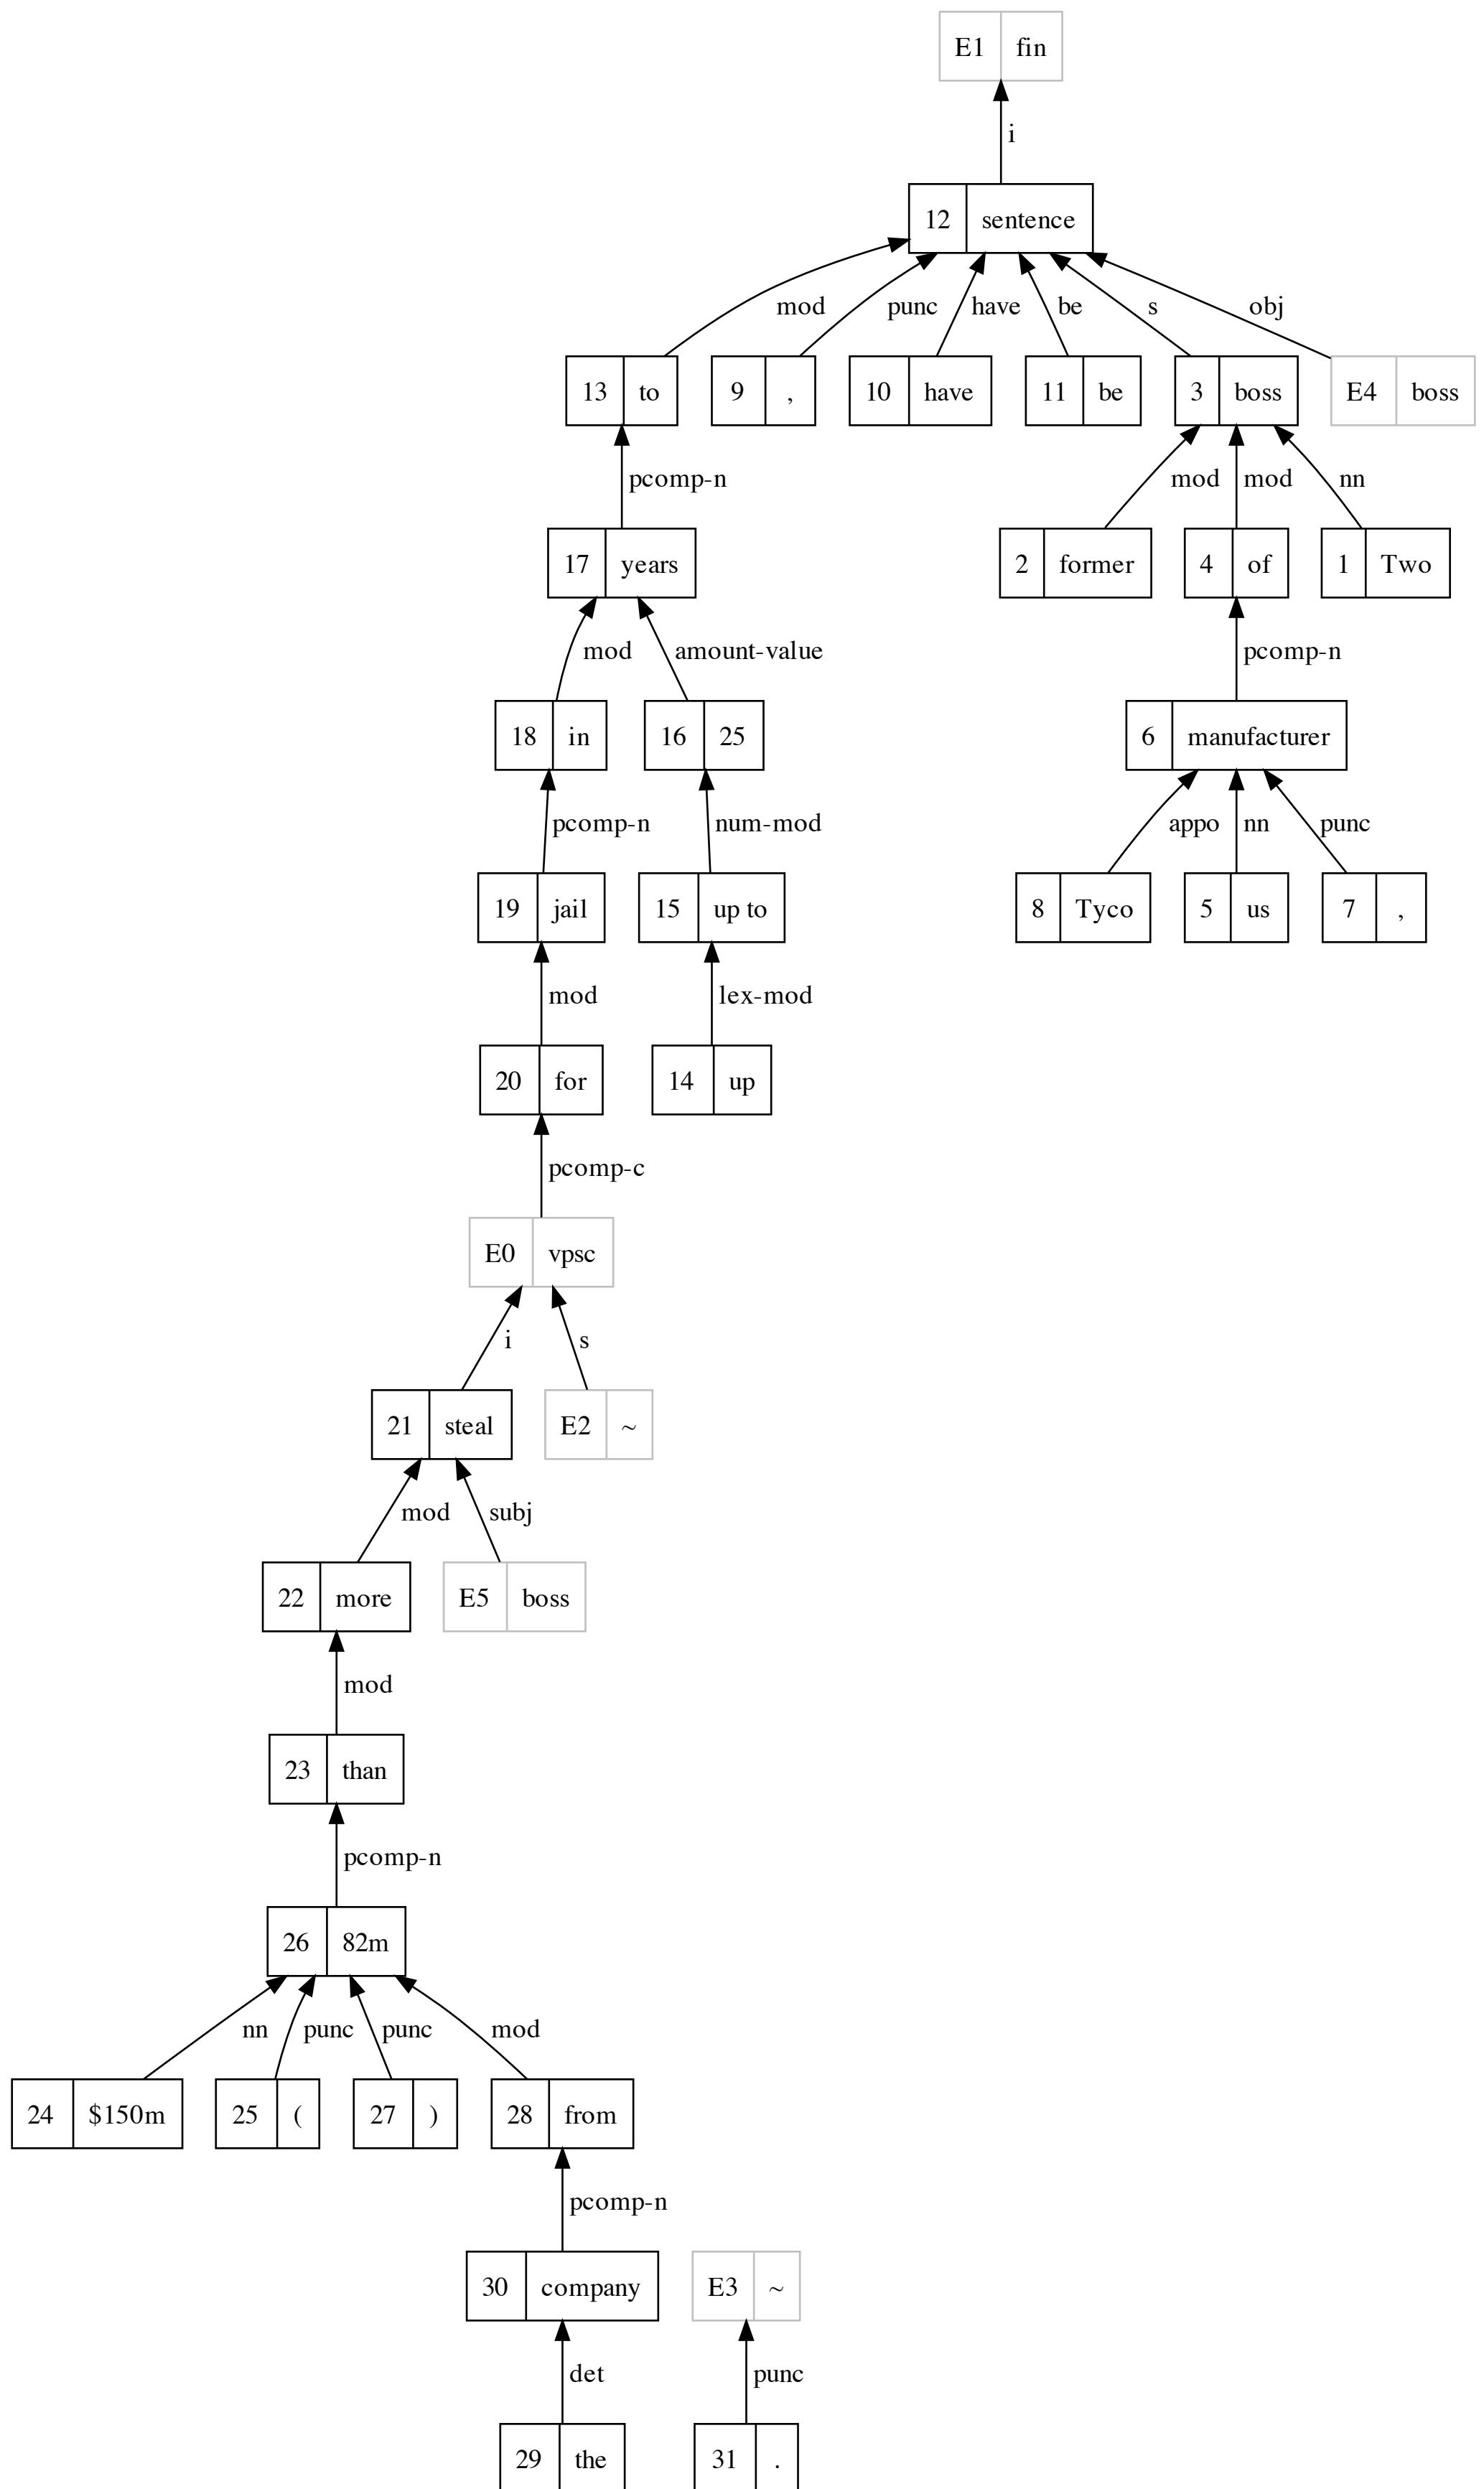 E1 fin
i
12 sentence
mod punc have be s obj
13 to 9 , 10 have 11 be 3 boss E4 boss
pcomp-n mod mod nn
17 years 2 former 4 of 1 Two
mod amount-value pcomp-n
18 in 16 25 6 manufacturer
pcomp-n num-mod appo nn punc
19 jail 15 up to 8 Tyco 5 us 7 ,
mod lex-mod
20 for 14 up
pcomp-c
E0 vpsc
i s
21 steal E2 ~
mod subj
22 more E5 boss
mod
23 than
pcomp-n
26 82m
nn punc punc mod
24 $150m 25 ( 27 ) 28 from
pcomp-n
30 company E3 ~
det punc
29 the 31 .